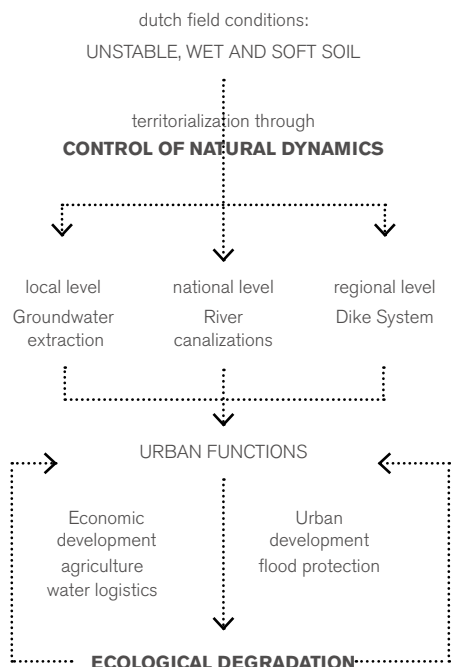 dutch field conditions:
UNSTABLE, WET AND SOFT SOIL
territorialization through
CONTROL OF NATURAL DYNAMICS
local level
Groundwater
extraction
national level
River
canalizations
regional level
Dike System
URBAN FUNCTIONS
Economic
development
agriculture
water logistics
Urban
development
flood protection
ECOLOGICAL DEGRADATION